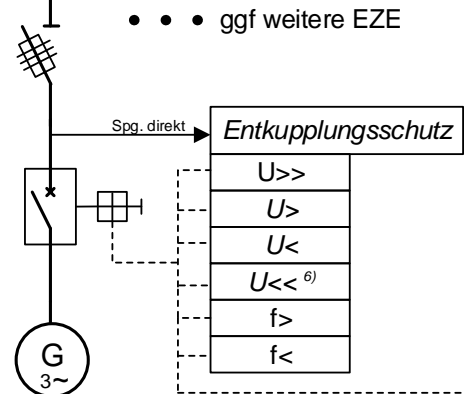 • • • ggf weitere EZE
Spg. direkt
Entkupplungsschutz
U>>
U>
U<
U<< 6)
f>
f<
G
3~